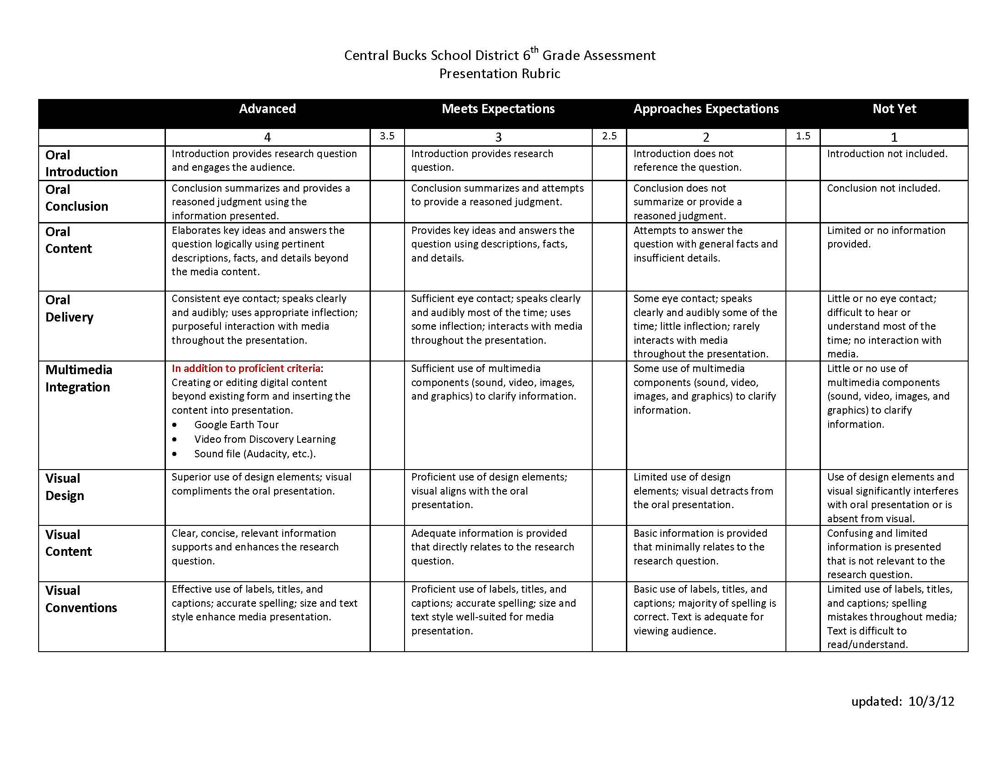 Central Bucks School District 6th Grade Assessment
Presentation Rubric
Advanced
Meets Expectations
Approaches Expectations
Not Yet
4
3.5
3
2.5
2
1.5
1
Oral
Introduction
Introduction provides research question
and engages the audience.
Introduction provides research
question.
Introduction does not
reference the question.
Introduction not included.
Oral
Conclusion
Conclusion summarizes and provides a
reasoned judgment using the
information presented.
Conclusion summarizes and attempts
to provide a reasoned judgment.
Conclusion does not
summarize or provide a
reasoned judgment.
Conclusion not included.
Oral
Content
Elaborates key ideas and answers the
question logically using pertinent
descriptions, facts, and details beyond
the media content.
Provides key ideas and answers the
question using descriptions, facts,
and details.
Attempts to answer the
question with general facts and
insufficient details.
Limited or no information
provided.
Oral
Delivery
Consistent eye contact; speaks clearly
and audibly; uses appropriate inflection;
purposeful interaction with media
throughout the presentation.
Sufficient eye contact; speaks clearly
and audibly most of the time; uses
some inflection; interacts with media
throughout the presentation.
Some eye contact; speaks
clearly and audibly some of the
time; little inflection; rarely
interacts with media
throughout the presentation.
Little or no eye contact;
difficult to hear or
understand most of the
time; no interaction with
media.
Multimedia
Integration
In addition to proficient criteria:
Creating or editing digital content
beyond existing form and inserting the
content into presentation.
• Google Earth Tour
• Video from Discovery Learning
• Sound file (Audacity, etc.).
Sufficient use of multimedia
components (sound, video, images,
and graphics) to clarify information.
Some use of multimedia
components (sound, video,
images, and graphics) to clarify
information.
Little or no use of
multimedia components
(sound, video, images, and
graphics) to clarify
information.
Visual
Design
Superior use of design elements; visual
compliments the oral presentation.
Proficient use of design elements;
visual aligns with the oral
presentation.
Limited use of design
elements; visual detracts from
the oral presentation.
Use of design elements and
visual significantly interferes
with oral presentation or is
absent from visual.
Visual
Content
Clear, concise, relevant information
supports and enhances the research
question.
Adequate information is provided
that directly relates to the research
question.
Basic information is provided
that minimally relates to the
research question.
Confusing and limited
information is presented
that is not relevant to the
research question.
Visual
Conventions
Effective use of labels, titles, and
captions; accurate spelling; size and text
style enhance media presentation.
Proficient use of labels, titles, and
captions; accurate spelling; size and
text style well-suited for media
presentation.
Basic use of labels, titles, and
captions; majority of spelling is
correct. Text is adequate for
viewing audience.
Limited use of labels, titles,
and captions; spelling
mistakes throughout media;
Text is difficult to
read/understand.
updated: 10/3/12